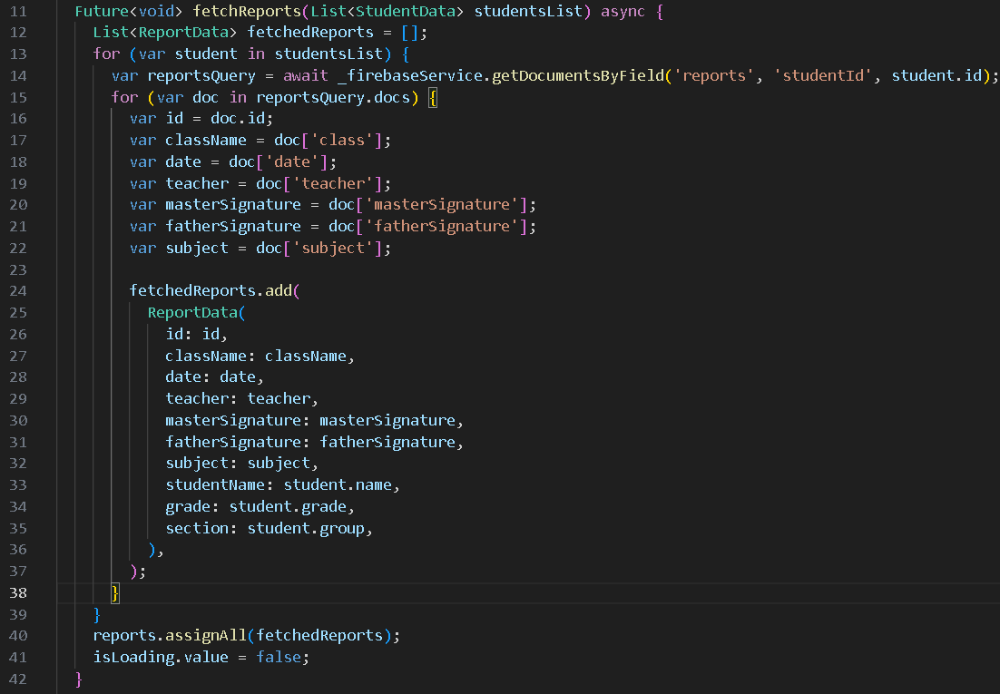 11 Future<void> fetchReports(List<StudentData> studentsList) async {
12 List<ReportData> fetchedReports = [];
13 for (var student in studentsList) {
14 var reportsQuery = await _firebaseService.getDocumentsByField('reports', 'studentId', student.id);
15 for (var doc in reportsQuery.docs) {
16 var id = doc.id;
17 var className = doc['class'];
18 var date = doc['date'];
19 var teacher = doc['teacher'];
20 var masterSignature = doc['masterSignature'];
21 var fatherSignature = doc['fatherSignature'];
22 var subject = doc['subject'];
23
24 fetchedReports.add(
25 ReportData(
26 id: id,
27 className: className,
28 date: date,
29 teacher: teacher,
30 masterSignature: masterSignature,
31 fatherSignature: fatherSignature,
32 subject: subject,
33 studentName: student.name,
34 grade: student.grade,
35 section: student.group,
36 ),
37 );
38 }
39 }
40 reports.assignAll(fetchedReports);
41 isLoading.value = false;
42 }